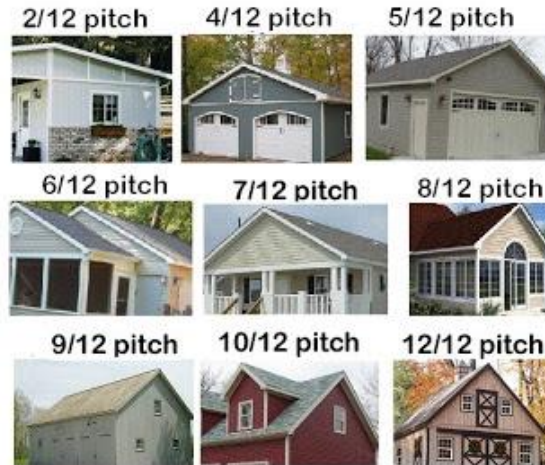 2/12 pitch
4/12 pitch
5/12 pitch
6/12 pitch
7/12 pitch
8/12 pitch
9/12 pitch
10/12 pitch
12/12 pitch